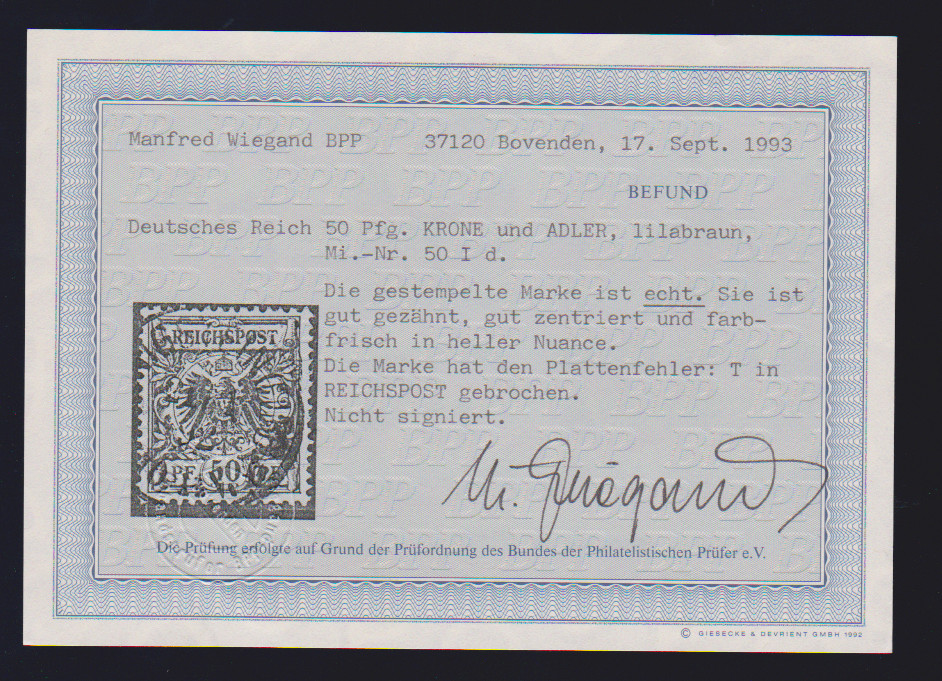 Manfred Wiegand BPP 37120 Bovenden, 17. Sept. 1993
BEFUND
Deutsches Reich 50 Pfg. KRONE und ADLER, lilabraun,
Mi.-Nr. 50 I d.
Die gestempelte Marke ist echt. Sie ist
gut gezähnt, gut zentriert und farb-
frisch in heller Nuance.
Die Marke hat den Plattenfehler: T in
REICHSPOST gebrochen.
Nicht signiert.
REICHSPOST
PF. 50 PF.
M. Wiegand
Die Prüfung erfolgte auf Grund der Prüfordnung des Bundes der Philatelistischen Prüfer e.V.
© GIESECKE & DEVRIENT GMBH 1992